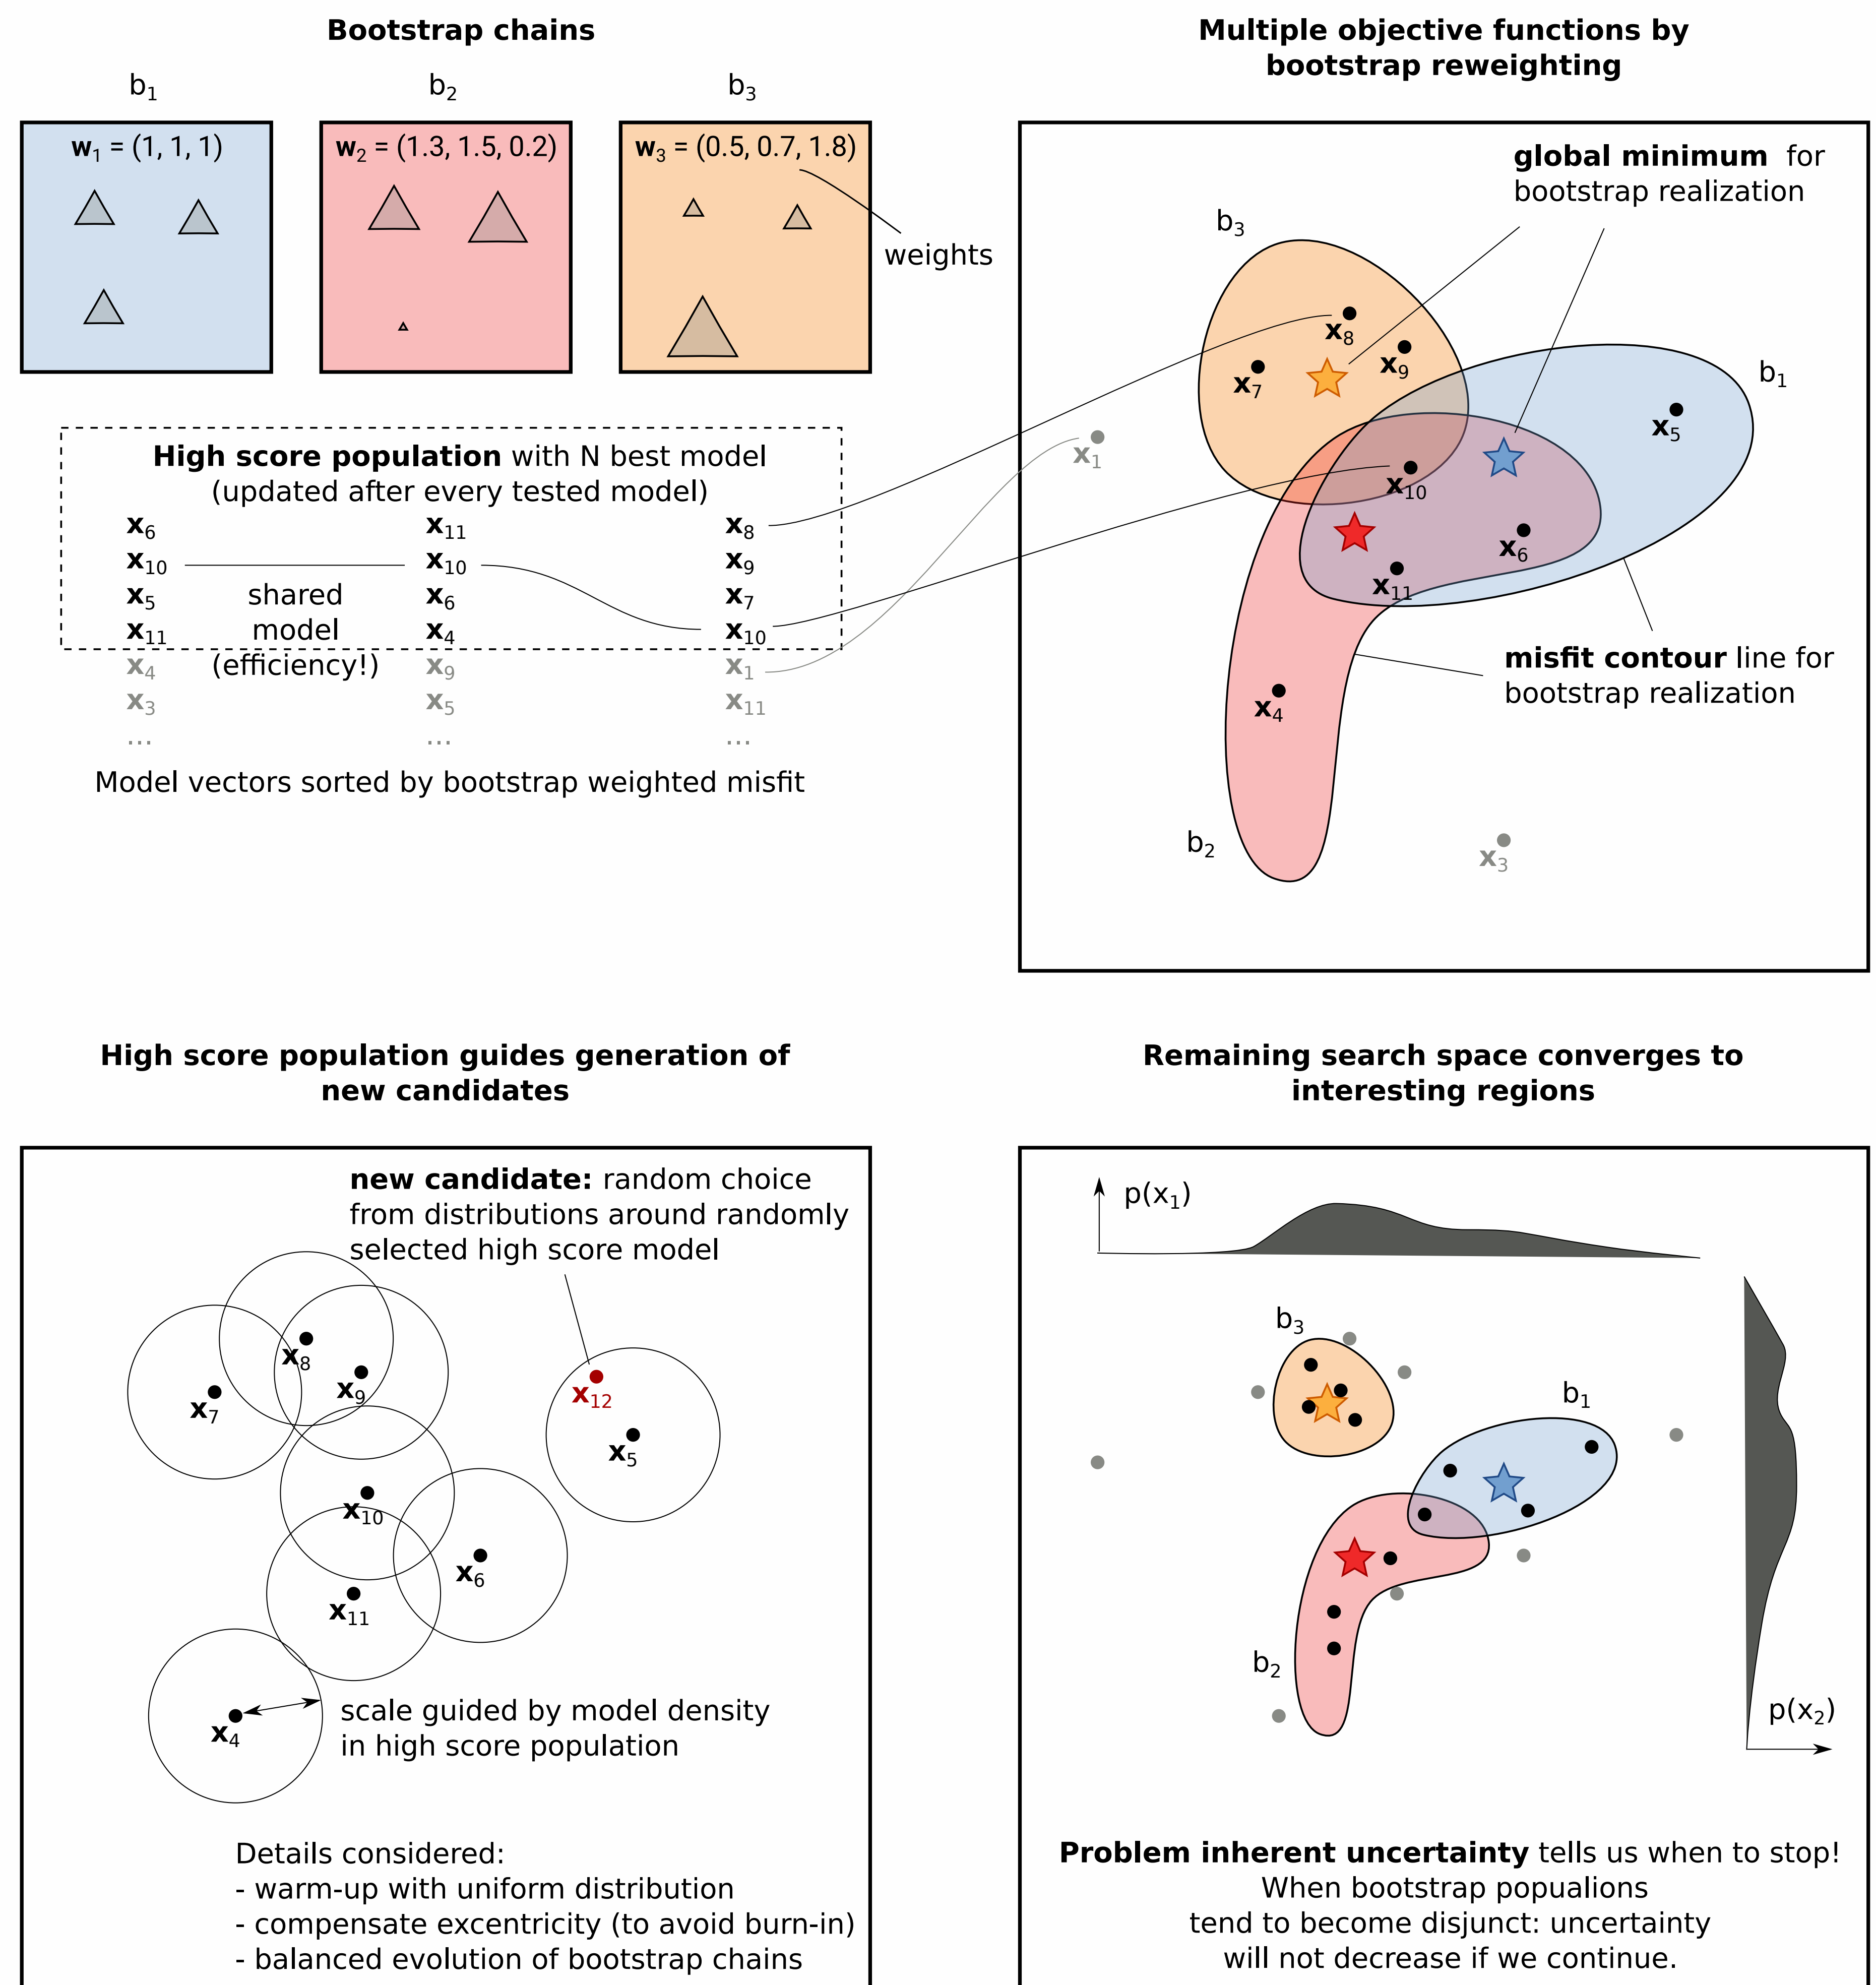 Bootstrap chains
b1
b2
b3
w1 = (1, 1, 1)
w2 = (1.3, 1.5, 0.2)
w3 = (0.5, 0.7, 1.8)
weights
High score population with N best model
(updated after every tested model)
x6 x11 x8
x10 x10 x9
x5 shared x6 x7
x11 model x4 x10
x4 (efficiency!) x9 x1
x3 x5 x11
... ... ...
Model vectors sorted by bootstrap weighted misfit
Multiple objective functions by
bootstrap reweighting
global minimum for
bootstrap realization
b3
x8
x9
x7
b1
x5
x1
x10
x6
x11
misfit contour line for
bootstrap realization
x4
b2
x3
High score population guides generation of
new candidates
new candidate: random choice
from distributions around randomly
selected high score model
x8
x9
x7
x12
x5
x10
x6
x11
x4
scale guided by model density
in high score population
Details considered:
- warm-up with uniform distribution
- compensate excentricity (to avoid burn-in)
- balanced evolution of bootstrap chains
Remaining search space converges to
interesting regions
p(x1)
b3
b1
b2
p(x2)
Problem inherent uncertainty tells us when to stop!
When bootstrap popualions
tend to become disjunct: uncertainty
will not decrease if we continue.